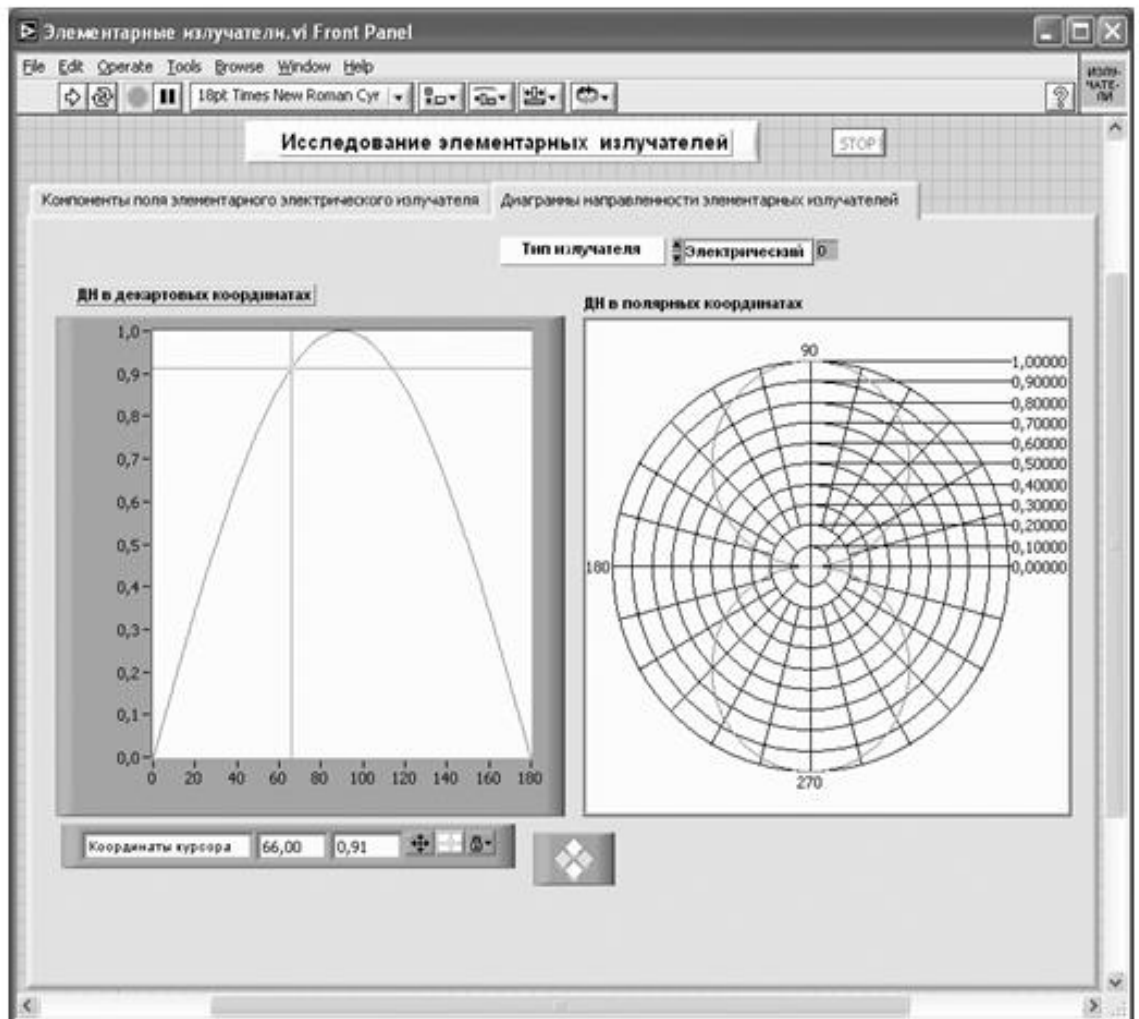 Элементарные излучатели.vi Front Panel
File Edit Operate Tools Browse Window Help
18pt Times New Roman Cyr
ИЗЛУ-
ЧАТЕ-
ЛИ
Исследование элементарных излучателей
STOP
Компоненты поля элементарного электрического излучателя
Диаграммы направленности элементарных излучателей
Тип излучателя
Электрический
0
ДН в декартовых координатах
1,0
0,9
0,8
0,7
0,6
0,5
0,4
0,3
0,2
0,1
0,0
0 20 40 60 80 100 120 140 160 180
ДН в полярных координатах
90
180
270
1,00000
0,90000
0,80000
0,70000
0,60000
0,50000
0,40000
0,30000
0,20000
0,10000
0,00000
Координаты курсора 66,00 0,91